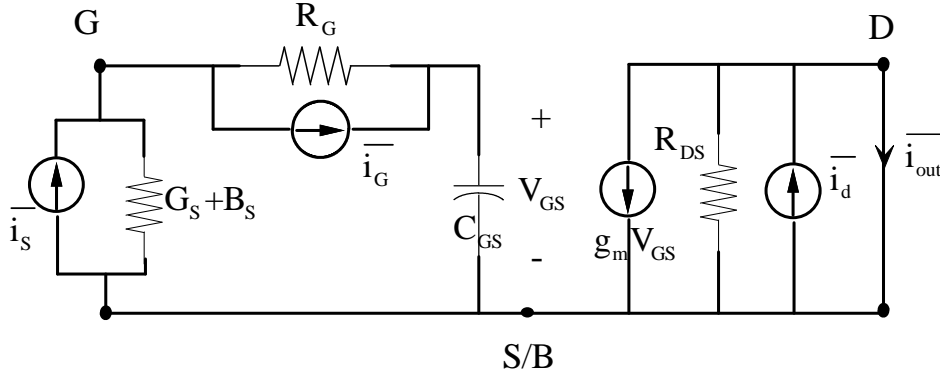 R_G
G
D
i_G
+
R_DS
i_out
i_S
G_S+B_S
C_GS
V_GS
g_mV_GS
i_d
-
S/B